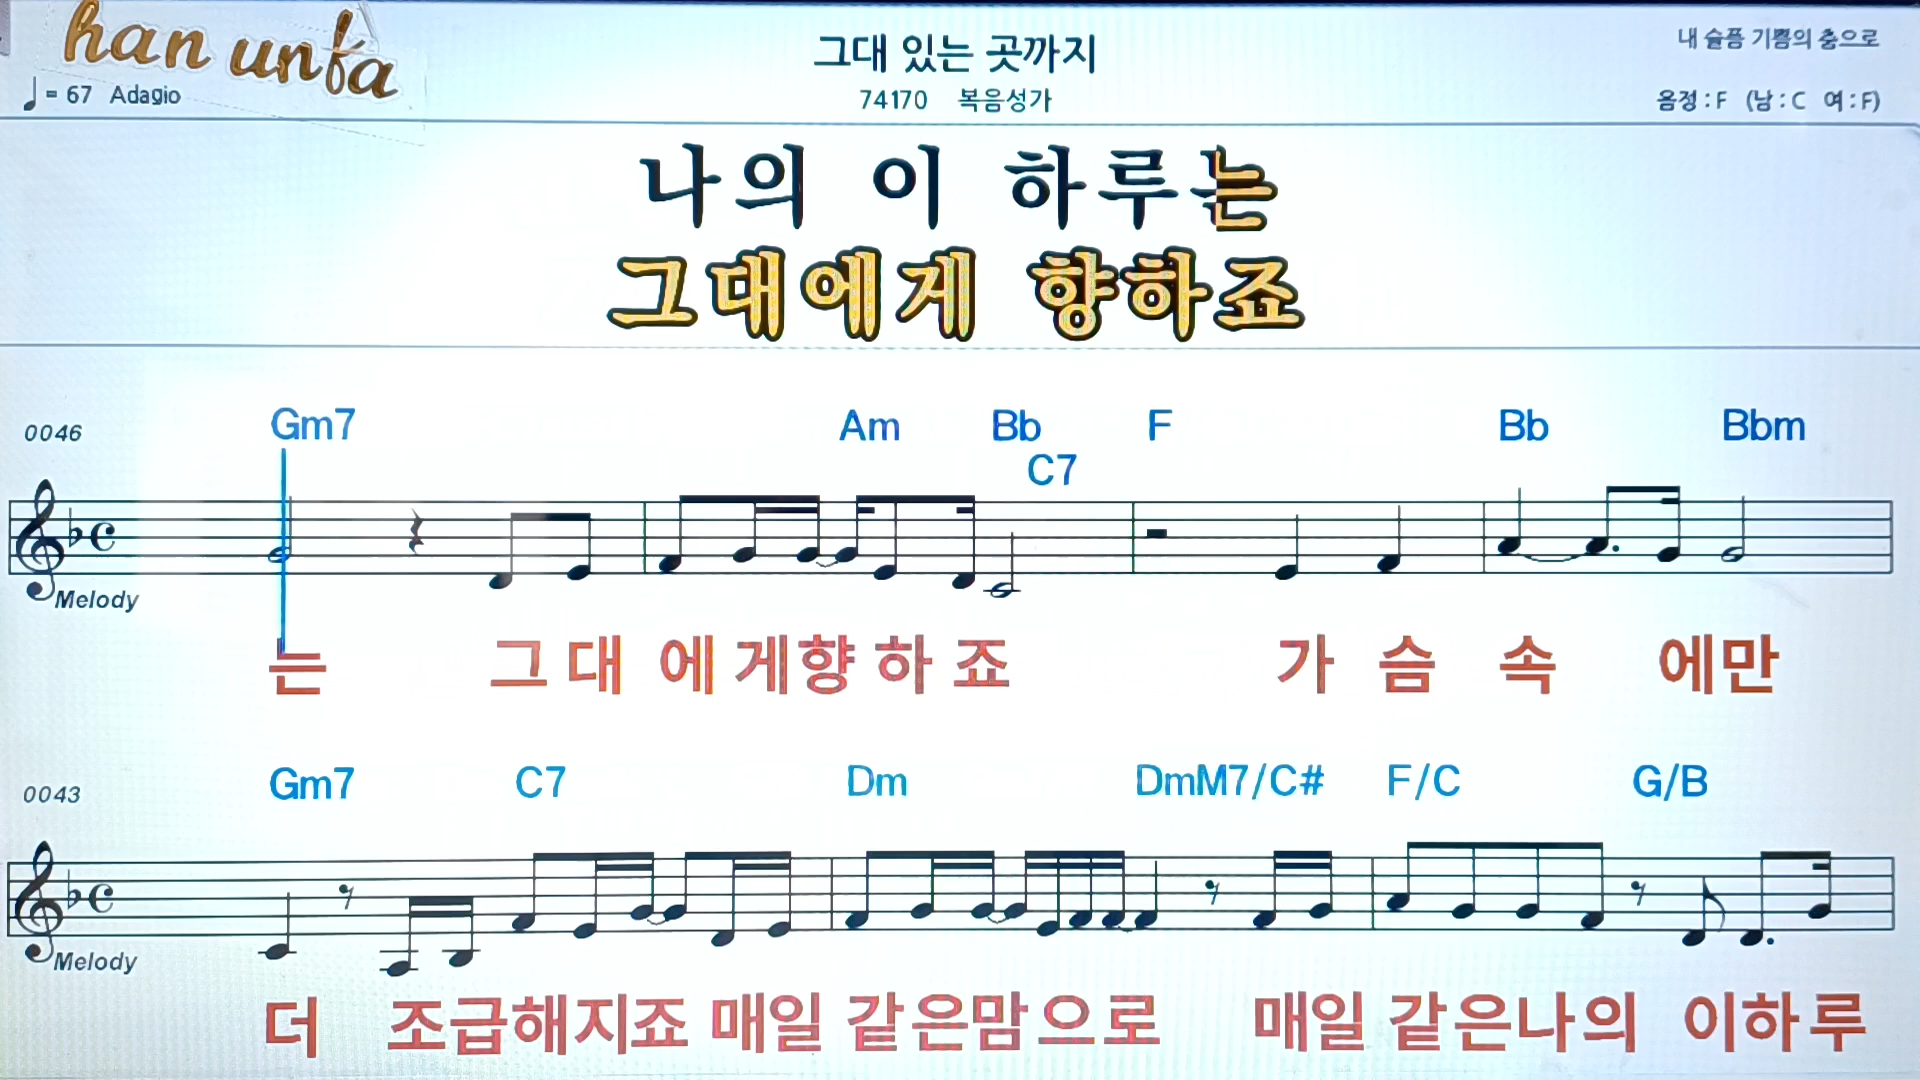 han unfa
♩= 67 Adagio
그대 있는 곳까지
74170 복음성가
내 슬픔 기쁨의 춤으로
음정 : F (남 : C 여 : F)
나의 이 하루는
그대에게 향하죠
0046
Gm7 Am Bb C7 F Bb Bbm
Melody
는 그대 에게향 하 죠 가 슴 속 에만
0043
Gm7 C7 Dm DmM7/C# F/C G/B
Melody
더 조급해지죠 매일 같은맘으로 매일 같은나의 이하루